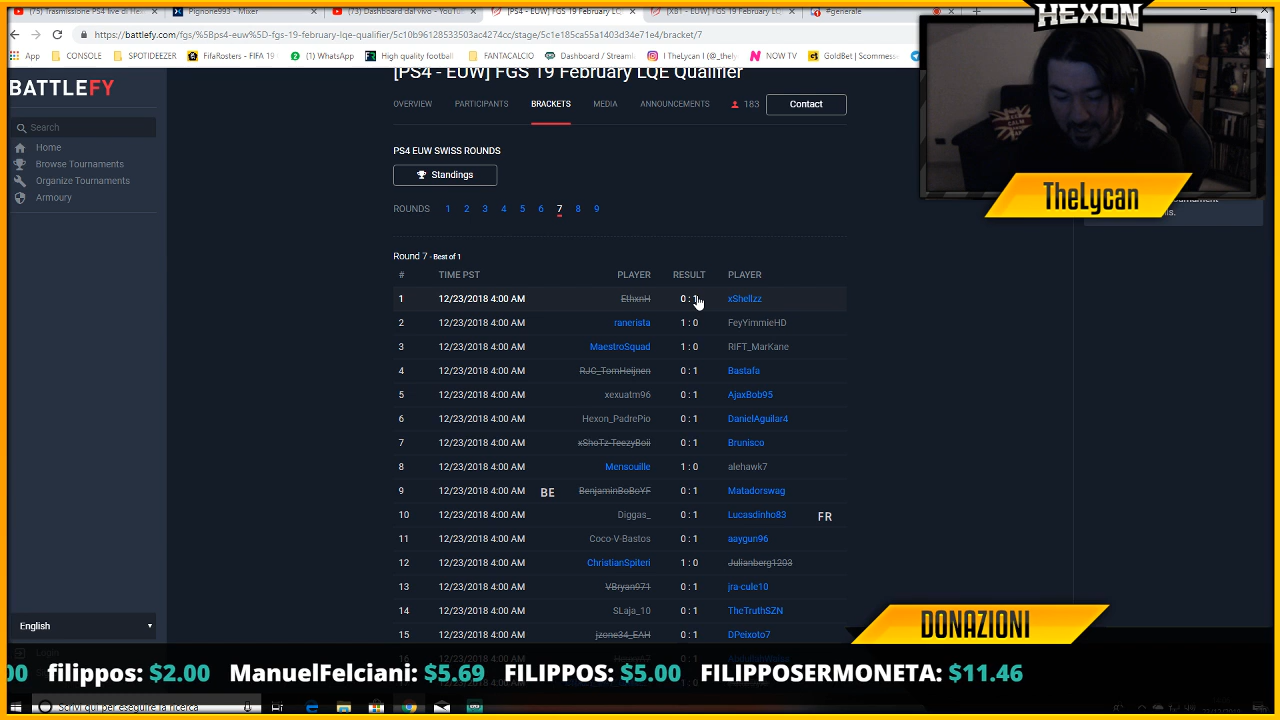 (73) Trasmissione PS4 live di He
Pignone993 - Mixer
(73) Dashboard dal vivo - YouTu
[PS4 - EUW] FGS 19 February LQ
[XB1 - EUW] FGS 19 February LQ
#generale
HEXON
https://battlefy.com/fgs/%5Bps4-euw%5D-fgs-19-february-lqe-qualifier/5c10b96128533503ac4274cc/stage/5c1e185ca55a1403d34e71e4/bracket/7
App CONSOLE SPOTIDEEZER FifaRosters - FIFA 19 (1) WhatsApp High quality football FANTACALCIO Dashboard / Streami I TheLycan I (@_thely NOW TV GoldBet | Scommess
BATTLEFY
[PS4 - EUW] FGS 19 February LQE Qualifier
OVERVIEW PARTICIPANTS BRACKETS MEDIA ANNOUNCEMENTS 183 Contact
Search
Home
Browse Tournaments
Organize Tournaments
Armoury
PS4 EUW SWISS ROUNDS
Standings
TheLycan
ROUNDS 1 2 3 4 5 6 7 8 9
Round 7 - Best of 1
# TIME PST PLAYER RESULT PLAYER
1 12/23/2018 4:00 AM EthxnH 0 : 1 xShellzz
2 12/23/2018 4:00 AM ranerista 1 : 0 FeyYimmieHD
3 12/23/2018 4:00 AM MaestroSquad 1 : 0 RIFT_MarKane
4 12/23/2018 4:00 AM RJC_TomHeijnen 0 : 1 Bastafa
5 12/23/2018 4:00 AM xexuatm96 0 : 1 AjaxBob95
6 12/23/2018 4:00 AM Hexon_PadrePio 0 : 1 DanielAguilar4
7 12/23/2018 4:00 AM xShoTz-TeezyBoii 0 : 1 Brunisco
8 12/23/2018 4:00 AM Mensouille 1 : 0 alehawk7
9 12/23/2018 4:00 AM BE BenjaminBoBoYF 0 : 1 Matadorswag
10 12/23/2018 4:00 AM Diggas_ 0 : 1 Lucasdinho83 FR
11 12/23/2018 4:00 AM Coco-V-Bastos 0 : 1 aaygun96
12 12/23/2018 4:00 AM ChristianSpiteri 1 : 0 Julianberg1203
13 12/23/2018 4:00 AM VBryan971 0 : 1 jra-cule10
14 12/23/2018 4:00 AM SLaja_10 0 : 1 TheTruthSZN
15 12/23/2018 4:00 AM jzone34_EAH 0 : 1 DPeixoto7
English
DONAZIONI
Login
00 filippos: $2.00 ManuelFelciani: $5.69 FILIPPOS: $5.00 FILIPPOSERMONETA: $11.46
Scrivi qui per eseguire la ricerca